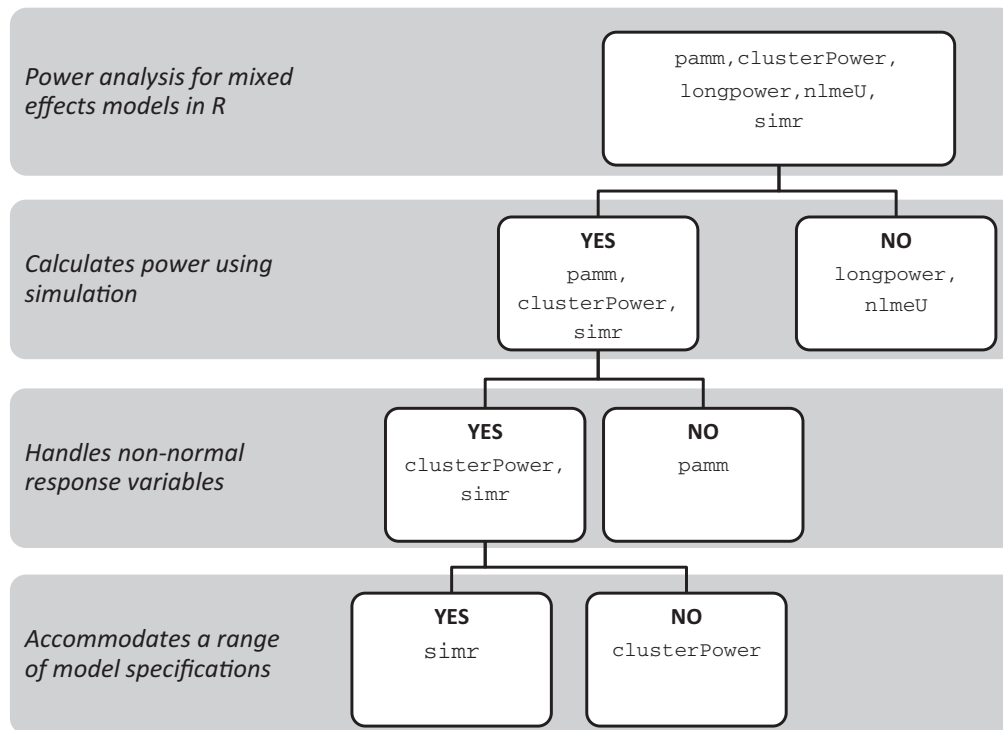 Power analysis for mixed
effects models in R
pamm,clusterPower,
longpower,nlmeU,
simr
Calculates power using
simulation
YES
pamm,
clusterPower,
simr
NO
longpower,
nlmeU
Handles non-normal
response variables
YES
clusterPower,
simr
NO
pamm
Accommodates a range
of model specifications
YES
simr
NO
clusterPower